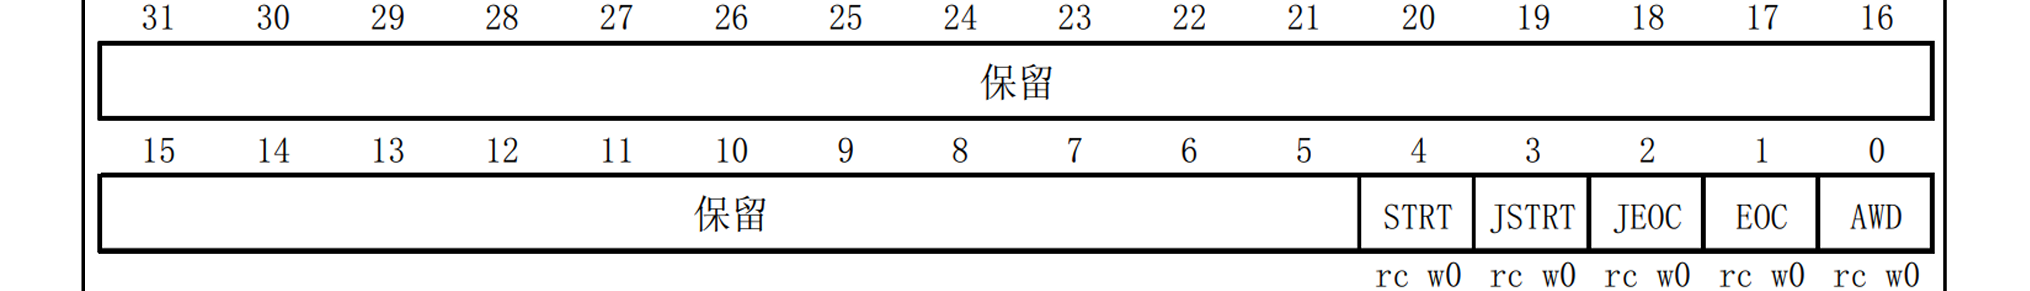 31 30 29 28 27 26 25 24 23 22 21 20 19 18 17 16
保留
15 14 13 12 11 10 9 8 7 6 5 4 3 2 1 0
保留 STRT JSTRT JEOC EOC AWD
rc w0 rc w0 rc w0 rc w0 rc w0